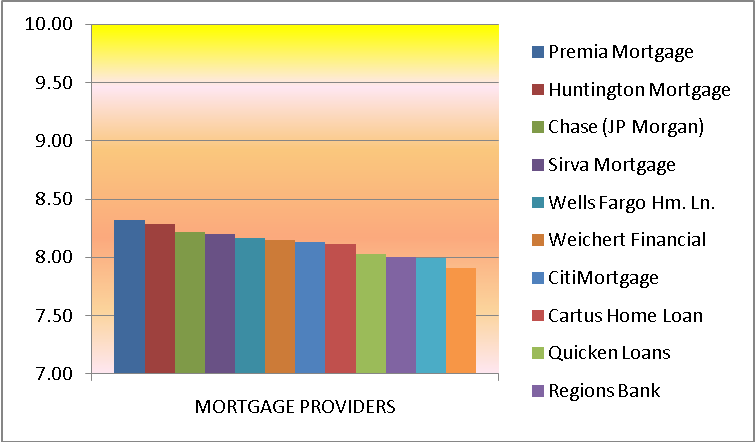 10.00
9.50
9.00
8.50
8.00
7.50
7.00
MORTGAGE PROVIDERS
Premia Mortgage
Huntington Mortgage
Chase (JP Morgan)
Sirva Mortgage
Wells Fargo Hm. Ln.
Weichert Financial
CitiMortgage
Cartus Home Loan
Quicken Loans
Regions Bank